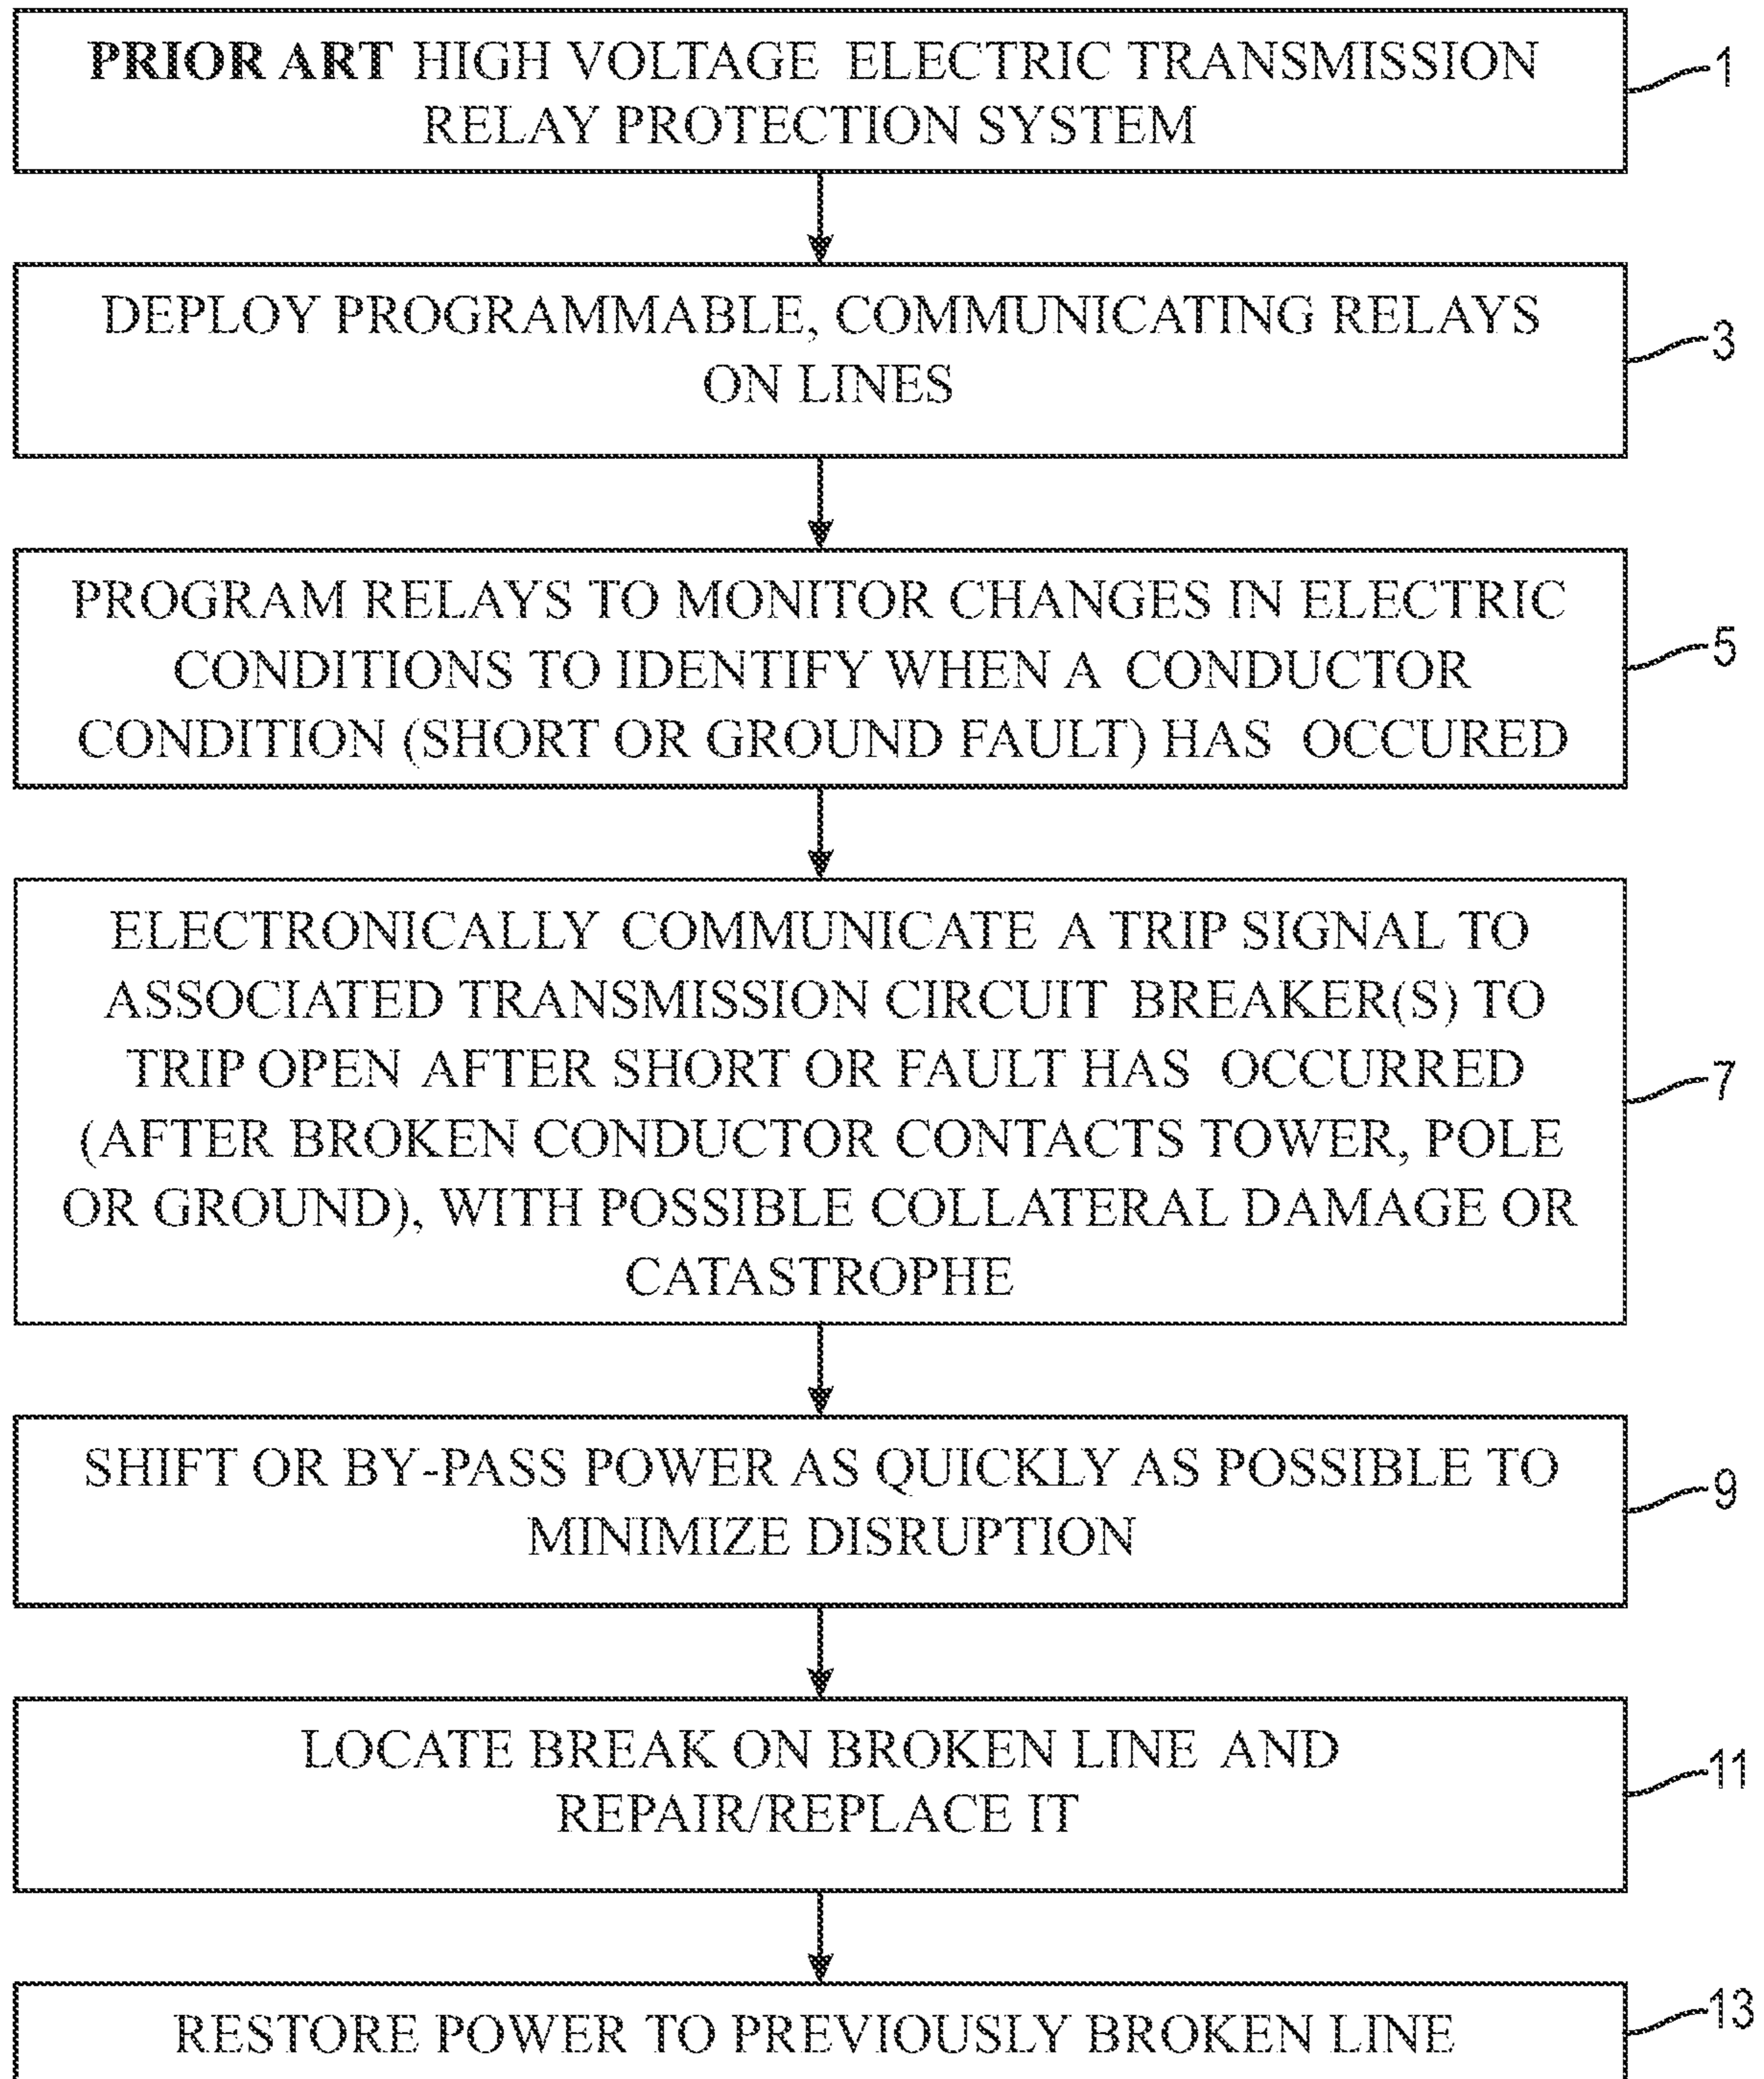 PRIOR ART HIGH VOLTAGE ELECTRIC TRANSMISSION
RELAY PROTECTION SYSTEM
1
DEPLOY PROGRAMMABLE, COMMUNICATING RELAYS
ON LINES
3
PROGRAM RELAYS TO MONITOR CHANGES IN ELECTRIC
CONDITIONS TO IDENTIFY WHEN A CONDUCTOR
CONDITION (SHORT OR GROUND FAULT) HAS OCCURED
5
ELECTRONICALLY COMMUNICATE A TRIP SIGNAL TO
ASSOCIATED TRANSMISSION CIRCUIT BREAKER(S) TO
TRIP OPEN AFTER SHORT OR FAULT HAS OCCURRED
(AFTER BROKEN CONDUCTOR CONTACTS TOWER, POLE
OR GROUND), WITH POSSIBLE COLLATERAL DAMAGE OR
CATASTROPHE
7
SHIFT OR BY-PASS POWER AS QUICKLY AS POSSIBLE TO
MINIMIZE DISRUPTION
9
LOCATE BREAK ON BROKEN LINE AND
REPAIR/REPLACE IT
11
RESTORE POWER TO PREVIOUSLY BROKEN LINE
13